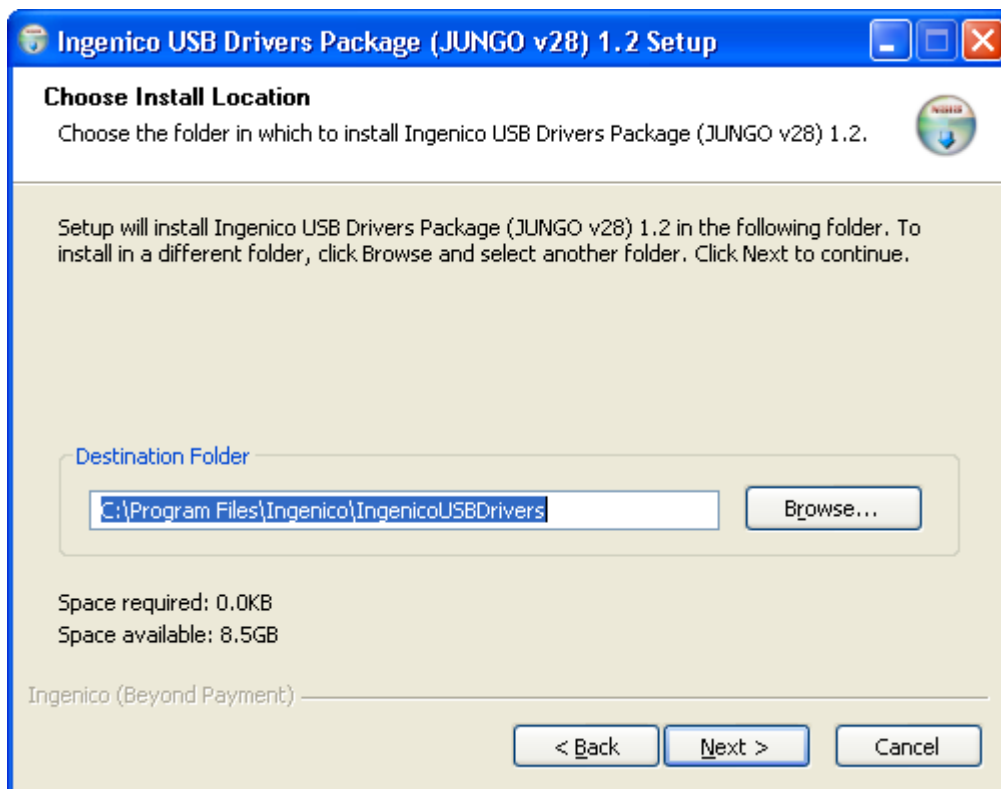 Ingenico USB Drivers Package (JUNGO v28) 1.2 Setup
Choose Install Location
Choose the folder in which to install Ingenico USB Drivers Package (JUNGO v28) 1.2.
Setup will install Ingenico USB Drivers Package (JUNGO v28) 1.2 in the following folder. To
install in a different folder, click Browse and select another folder. Click Next to continue.
Destination Folder
C:\Program Files\Ingenico\IngenicoUSBDrivers
Browse...
Space required: 0.0KB
Space available: 8.5GB
Ingenico (Beyond Payment)
< Back
Next >
Cancel